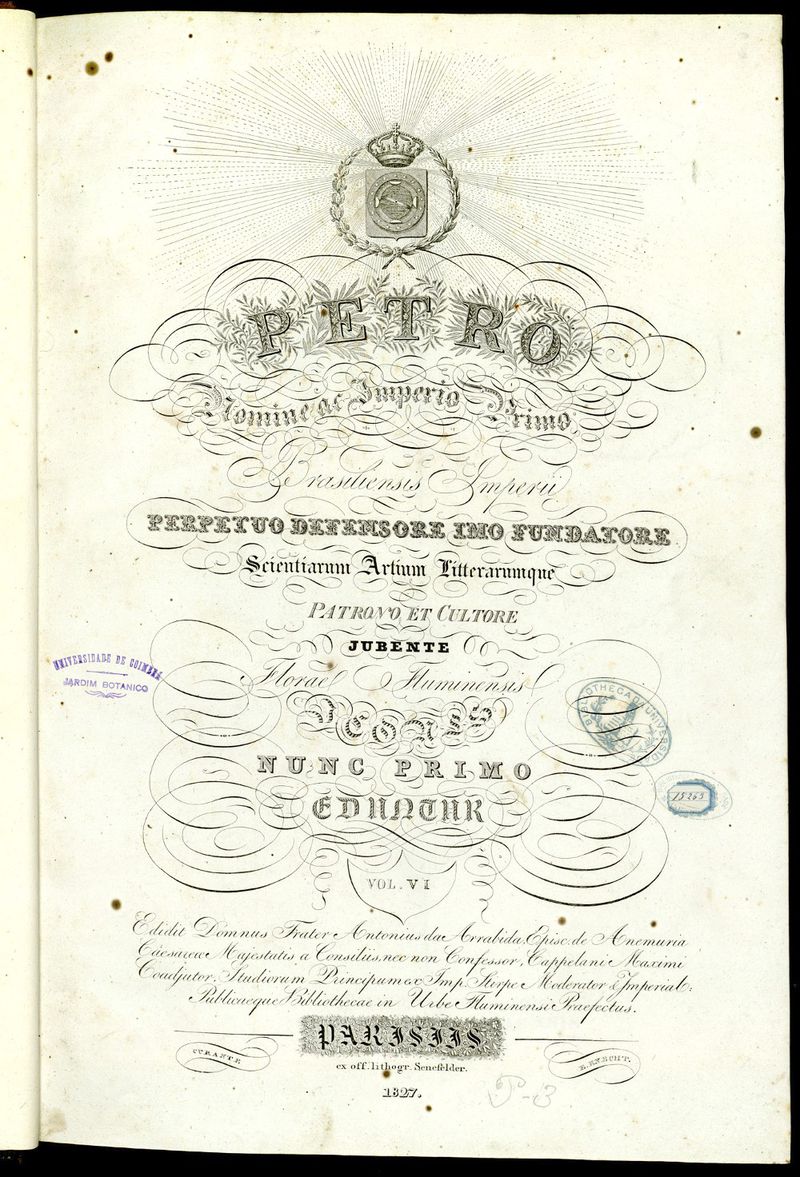 PETRO
Nomine ac Imperio Primo
Brasiliensis Imperii
PERPETUO DEFENSORE IMO FUNDATORE
Scientiarum Artium Litterarumque
PATRONO ET CULTORE
JUBENTE
Florae Fluminensis
ICONES
NUNC PRIMO
EDUNTUR
VOL. VI
Edidit Domnus Frater Antonius da Arrabida, Episc. de Anemuria
Caesareae Majestatis a Consiliis, nec non Confessor, Cappelani Maximi
Coadjutor, Studiorum Principum ex Imp. Stirpe Moderator & Imperial:
Publicaeque Bibliothecae in Urbe Fluminensi Praefectus.
PARISIIS
CURANTE
E. KNECHT.
ex off. lithogr. Senefelder.
1827.
UNIVERSIDADE DE COIMBRA
JARDIM BOTANICO
15265